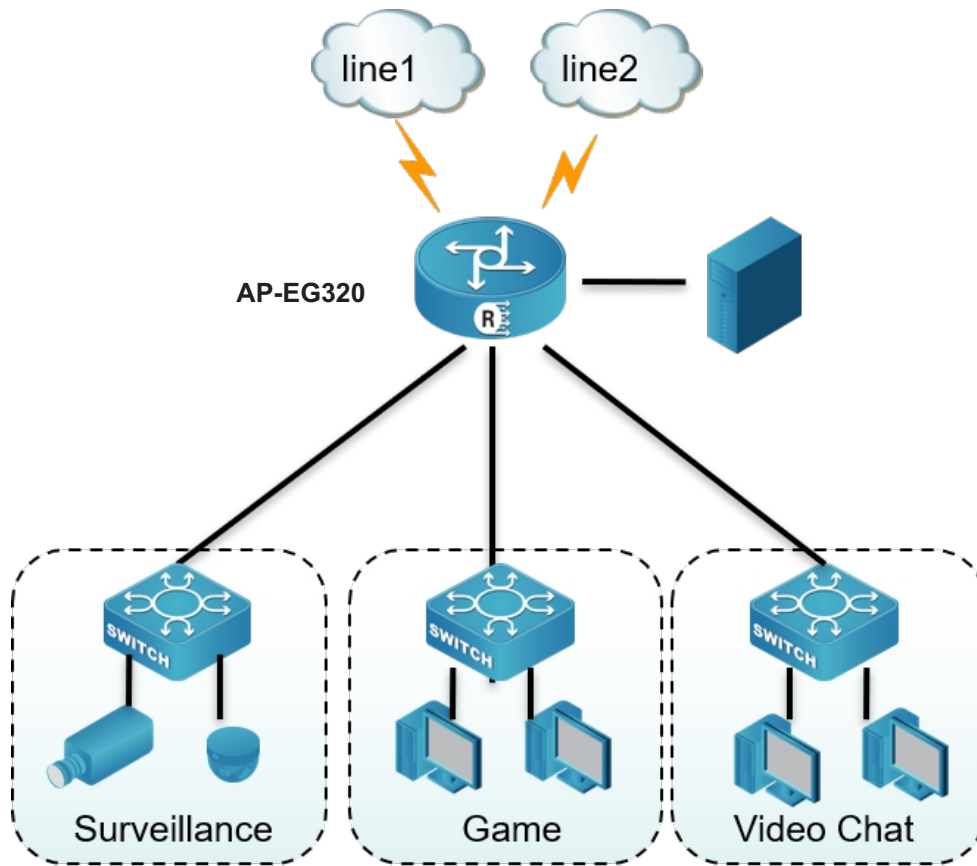 line1
line2
AP-EG320
R
SWITCH
SWITCH
SWITCH
Surveillance
Game
Video Chat